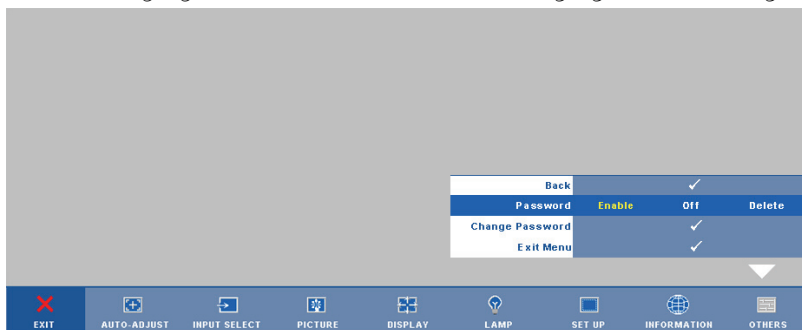 Back
Password Enable Off Delete
Change Password
Exit Menu
EXIT AUTO-ADJUST INPUT SELECT PICTURE DISPLAY LAMP SET UP INFORMATION OTHERS